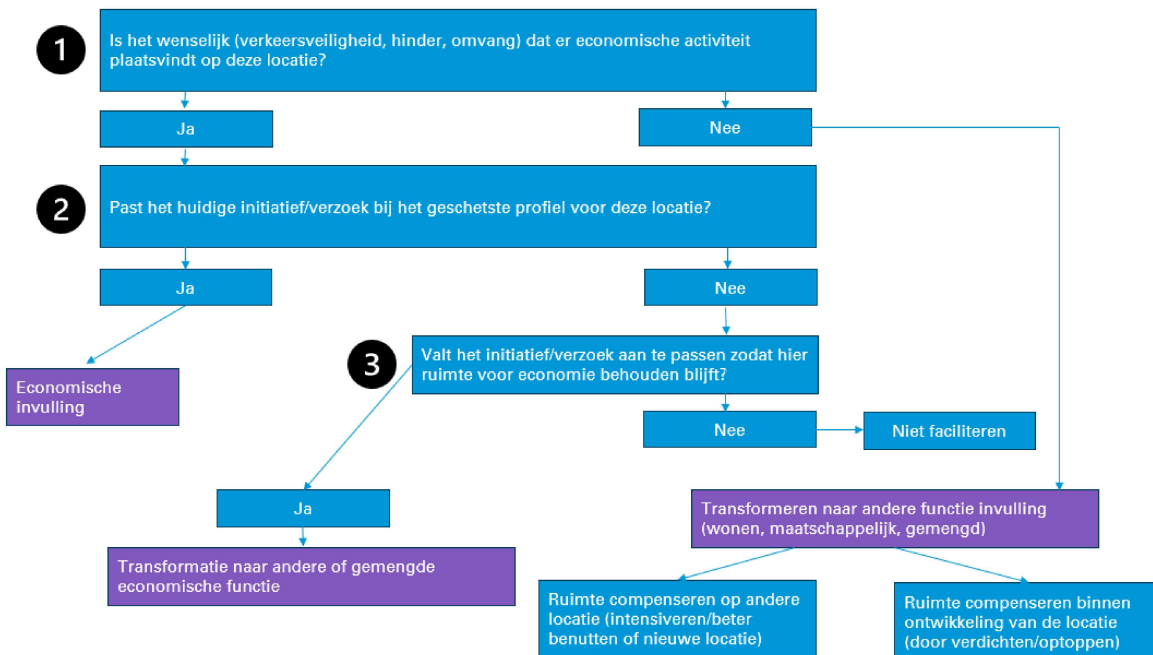 1
Is het wenselijk (verkeersveiligheid, hinder, omvang) dat er economische activiteit
plaatsvindt op deze locatie?
Ja
Nee
2
Past het huidige initiatief/verzoek bij het geschetste profiel voor deze locatie?
Ja
Nee
3
Valt het initiatief/verzoek aan te passen zodat hier
ruimte voor economie behouden blijft?
Economische
invulling
Nee
Niet faciliteren
Ja
Transformeren naar andere functie invulling
(wonen, maatschappelijk, gemengd)
Transformatie naar andere of gemengde
economische functie
Ruimte compenseren op andere
locatie (intensiveren/beter
benutten of nieuwe locatie)
Ruimte compenseren binnen
ontwikkeling van de locatie
(door verdichten/optoppen)